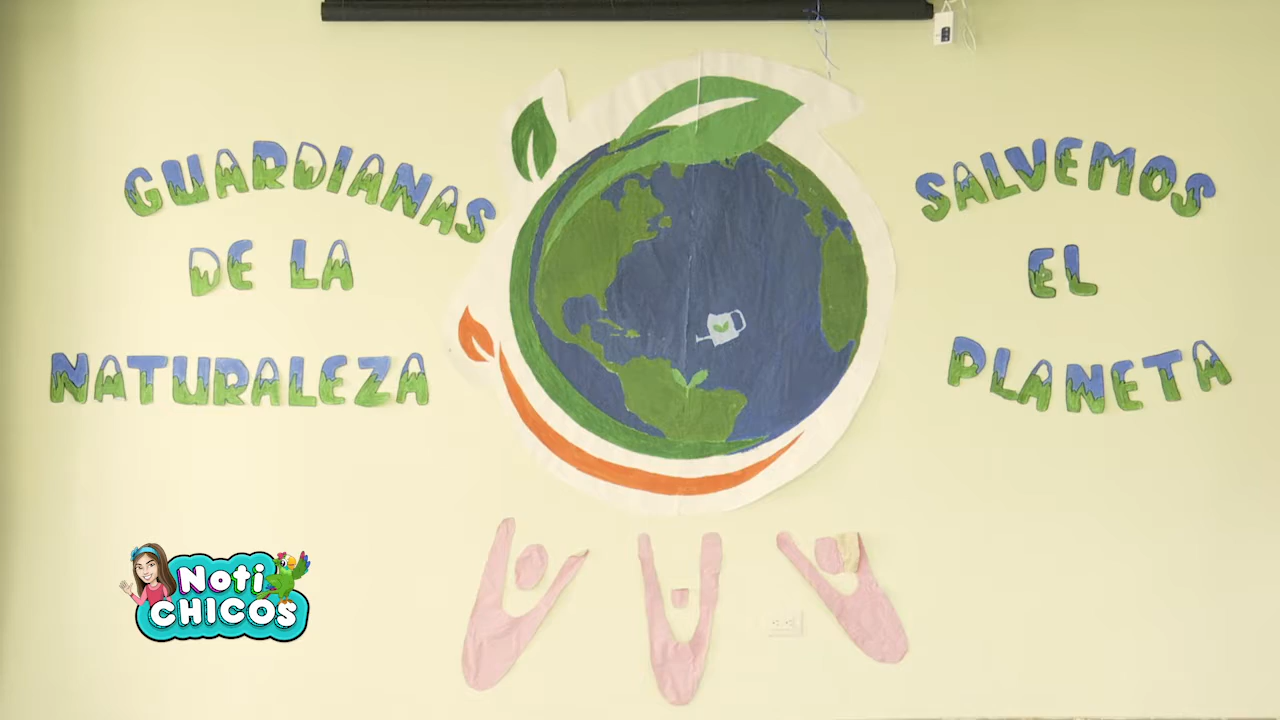 GUARDIANAS
DE LA
NATURALEZA
SALVEMOS
EL
PLANETA
NOTI
CHICOS